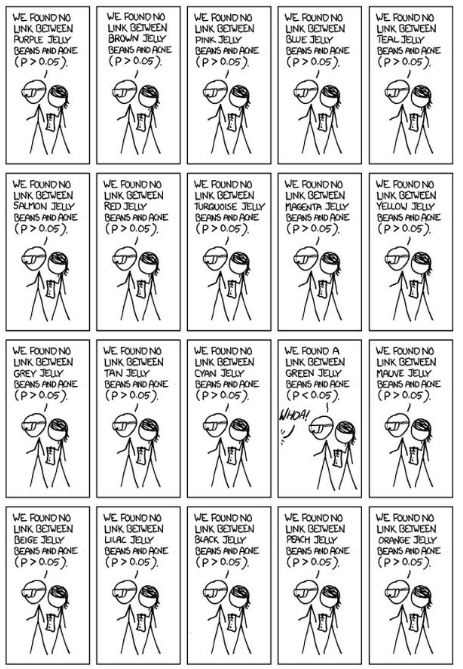 WE FOUND NO
LINK BETWEEN
PURPLE JELLY
BEANS AND ACNE
(P > 0.05).
WE FOUND NO
LINK BETWEEN
BROWN JELLY
BEANS AND ACNE
(P > 0.05).
WE FOUND NO
LINK BETWEEN
PINK JELLY
BEANS AND ACNE
(P > 0.05).
WE FOUND NO
LINK BETWEEN
BLUE JELLY
BEANS AND ACNE
(P > 0.05).
WE FOUND NO
LINK BETWEEN
TEAL JELLY
BEANS AND ACNE
(P > 0.05).
WE FOUND NO
LINK BETWEEN
SALMON JELLY
BEANS AND ACNE
(P > 0.05).
WE FOUND NO
LINK BETWEEN
RED JELLY
BEANS AND ACNE
(P > 0.05).
WE FOUND NO
LINK BETWEEN
TURQUOISE JELLY
BEANS AND ACNE
(P > 0.05).
WE FOUND NO
LINK BETWEEN
MAGENTA JELLY
BEANS AND ACNE
(P > 0.05).
WE FOUND NO
LINK BETWEEN
YELLOW JELLY
BEANS AND ACNE
(P > 0.05).
WE FOUND NO
LINK BETWEEN
GREY JELLY
BEANS AND ACNE
(P > 0.05).
WE FOUND NO
LINK BETWEEN
TAN JELLY
BEANS AND ACNE
(P > 0.05).
WE FOUND NO
LINK BETWEEN
CYAN JELLY
BEANS AND ACNE
(P > 0.05).
WE FOUND A
LINK BETWEEN
GREEN JELLY
BEANS AND ACNE
(P < 0.05).
WHOA!
WE FOUND NO
LINK BETWEEN
MAUVE JELLY
BEANS AND ACNE
(P > 0.05).
WE FOUND NO
LINK BETWEEN
BEIGE JELLY
BEANS AND ACNE
(P > 0.05).
WE FOUND NO
LINK BETWEEN
LILAC JELLY
BEANS AND ACNE
(P > 0.05).
WE FOUND NO
LINK BETWEEN
BLACK JELLY
BEANS AND ACNE
(P > 0.05).
WE FOUND NO
LINK BETWEEN
PEACH JELLY
BEANS AND ACNE
(P > 0.05).
WE FOUND NO
LINK BETWEEN
ORANGE JELLY
BEANS AND ACNE
(P > 0.05).